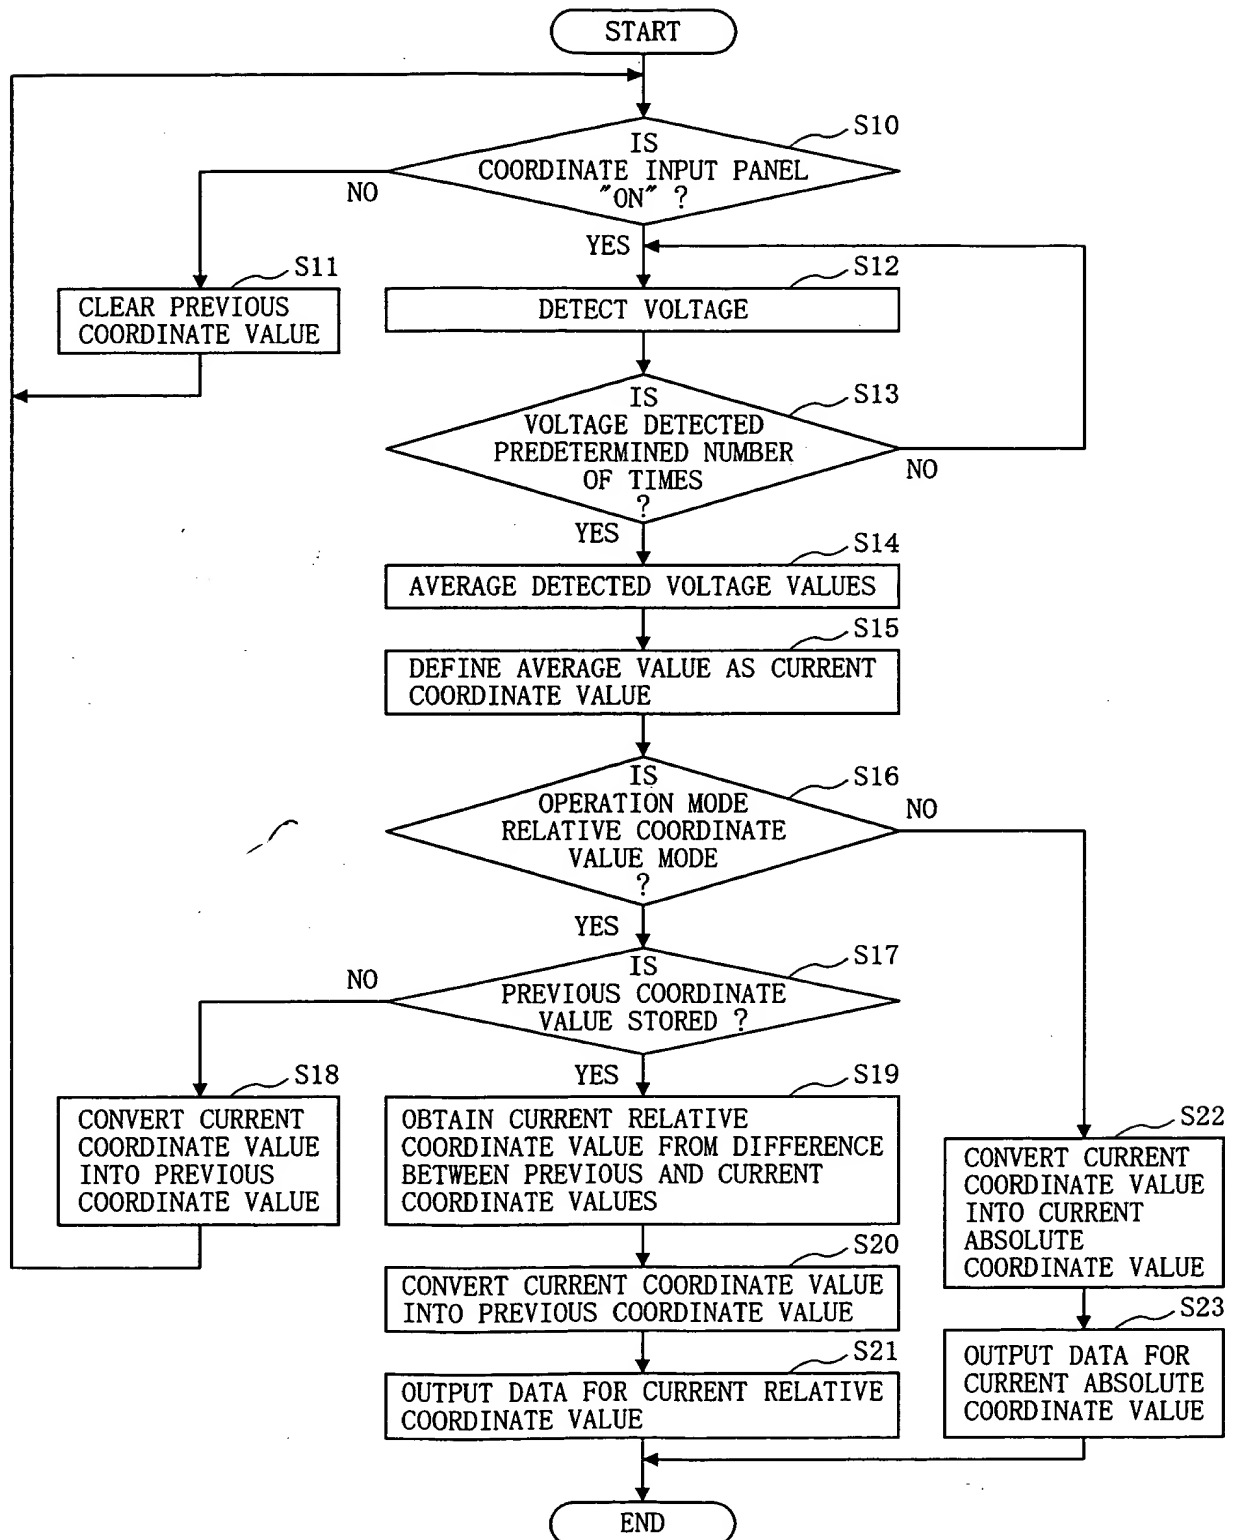 START
S10
IS
COORDINATE INPUT PANEL
"ON" ?
NO
YES
S11
CLEAR PREVIOUS
COORDINATE VALUE
S12
DETECT VOLTAGE
S13
IS
VOLTAGE DETECTED
PREDETERMINED NUMBER
OF TIMES
?
NO
YES
S14
AVERAGE DETECTED VOLTAGE VALUES
S15
DEFINE AVERAGE VALUE AS CURRENT
COORDINATE VALUE
S16
IS
OPERATION MODE
RELATIVE COORDINATE
VALUE MODE
?
NO
YES
S17
IS
PREVIOUS COORDINATE
VALUE STORED ?
NO
YES
S18
CONVERT CURRENT
COORDINATE VALUE
INTO PREVIOUS
COORDINATE VALUE
S19
OBTAIN CURRENT RELATIVE
COORDINATE VALUE FROM DIFFERENCE
BETWEEN PREVIOUS AND CURRENT
COORDINATE VALUES
S20
CONVERT CURRENT COORDINATE VALUE
INTO PREVIOUS COORDINATE VALUE
S21
OUTPUT DATA FOR CURRENT RELATIVE
COORDINATE VALUE
S22
CONVERT CURRENT
COORDINATE VALUE
INTO CURRENT
ABSOLUTE
COORDINATE VALUE
S23
OUTPUT DATA FOR
CURRENT ABSOLUTE
COORDINATE VALUE
END